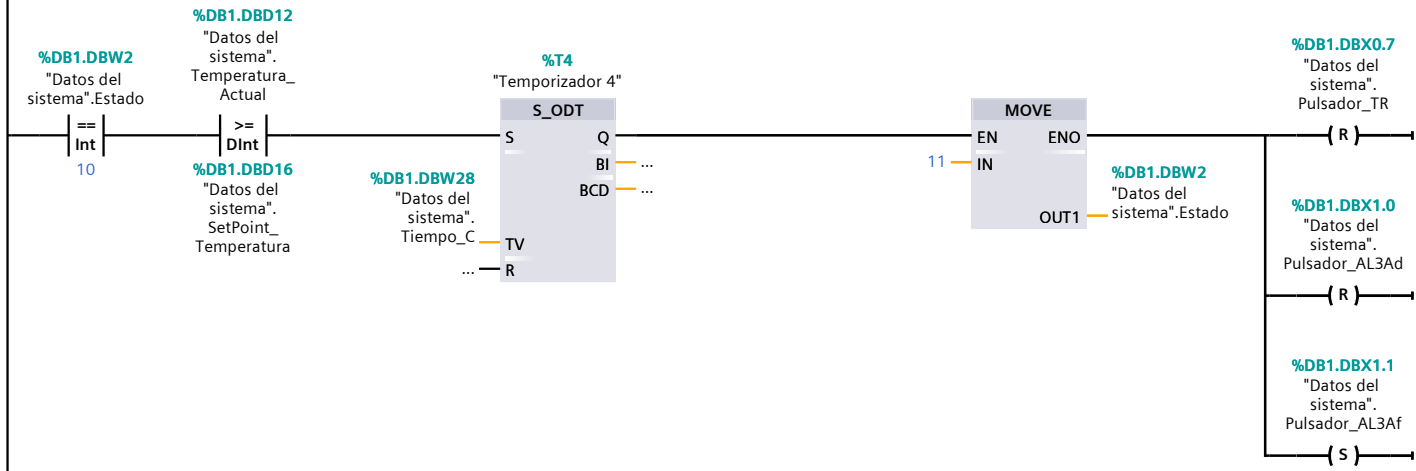 %DB1.DBW2
"Datos del
sistema".Estado
==
Int
10
%DB1.DBD12
"Datos del
sistema".
Temperatura_
Actual
>=
DInt
%DB1.DBD16
"Datos del
sistema".
SetPoint_
Temperatura
%T4
"Temporizador 4"
S_ODT
S Q
BI ...
BCD ...
%DB1.DBW28
"Datos del
sistema".
Tiempo_C
TV
... R
MOVE
EN ENO
11 IN
OUT1
%DB1.DBW2
"Datos del
sistema".Estado
%DB1.DBX0.7
"Datos del
sistema".
Pulsador_TR
( R )
%DB1.DBX1.0
"Datos del
sistema".
Pulsador_AL3Ad
( R )
%DB1.DBX1.1
"Datos del
sistema".
Pulsador_AL3Af
( S )